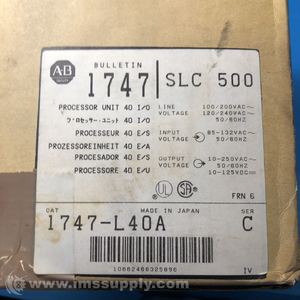 AB
BULLETIN
1747 SLC 500
PROCESSOR UNIT 40 I/O
プロセッサー・ユニット 40 I/O
PROCESSEUR 40 E/S
PROZESSOREINHEIT 40 E/A
PROCESADOR 40 E/S
PROCESSORE 40 E/U
LINE VOLTAGE 100/200VAC~ 120/240VAC~ 50/60HZ
INPUT VOLTAGE 85-132VAC~ 50/60HZ
OUTPUT VOLTAGE 10-250VAC~ 50/60HZ 10-125VDC
UL SA
FRN 6
CAT MADE IN JAPAN SER
1747-L40A C
10662468325896 IV
© www.imssupply.com